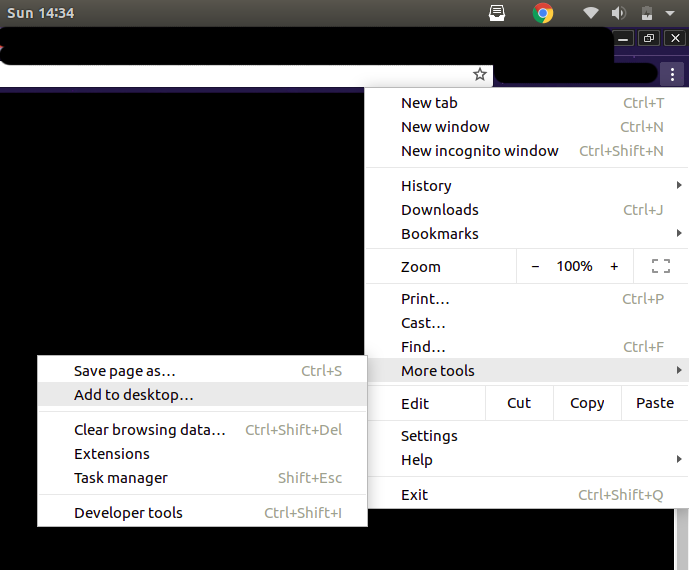 Sun 14:34
New tab Ctrl+T
New window Ctrl+N
New incognito window Ctrl+Shift+N
History
Downloads Ctrl+J
Bookmarks
Zoom − 100% +
Print... Ctrl+P
Cast...
Find... Ctrl+F
More tools
Edit Cut Copy Paste
Settings
Help
Exit Ctrl+Shift+Q
Save page as... Ctrl+S
Add to desktop...
Clear browsing data... Ctrl+Shift+Del
Extensions
Task manager Shift+Esc
Developer tools Ctrl+Shift+I